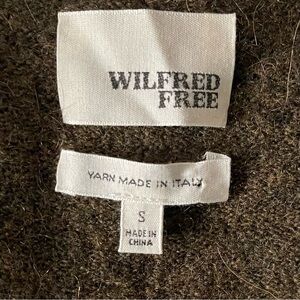 WILFRED
FREE
YARN MADE IN ITALY
S
MADE IN
CHINA